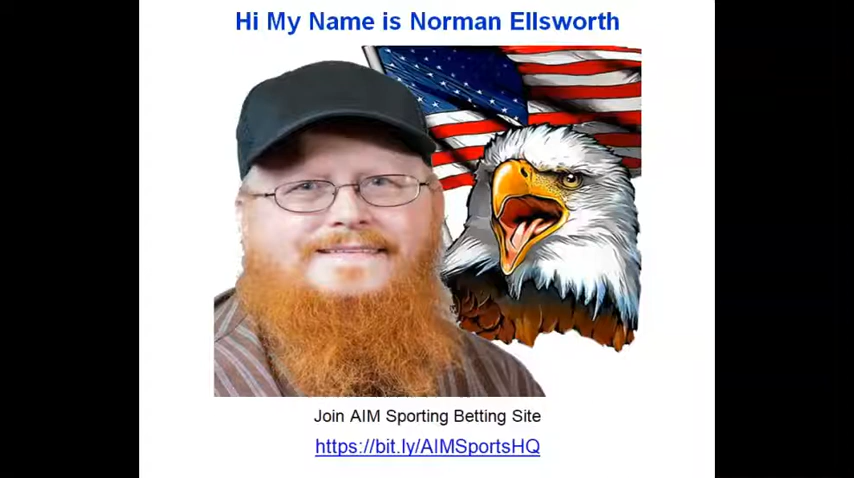 Hi My Name is Norman Ellsworth
Join AIM Sporting Betting Site
https://bit.ly/AIMSportsHQ